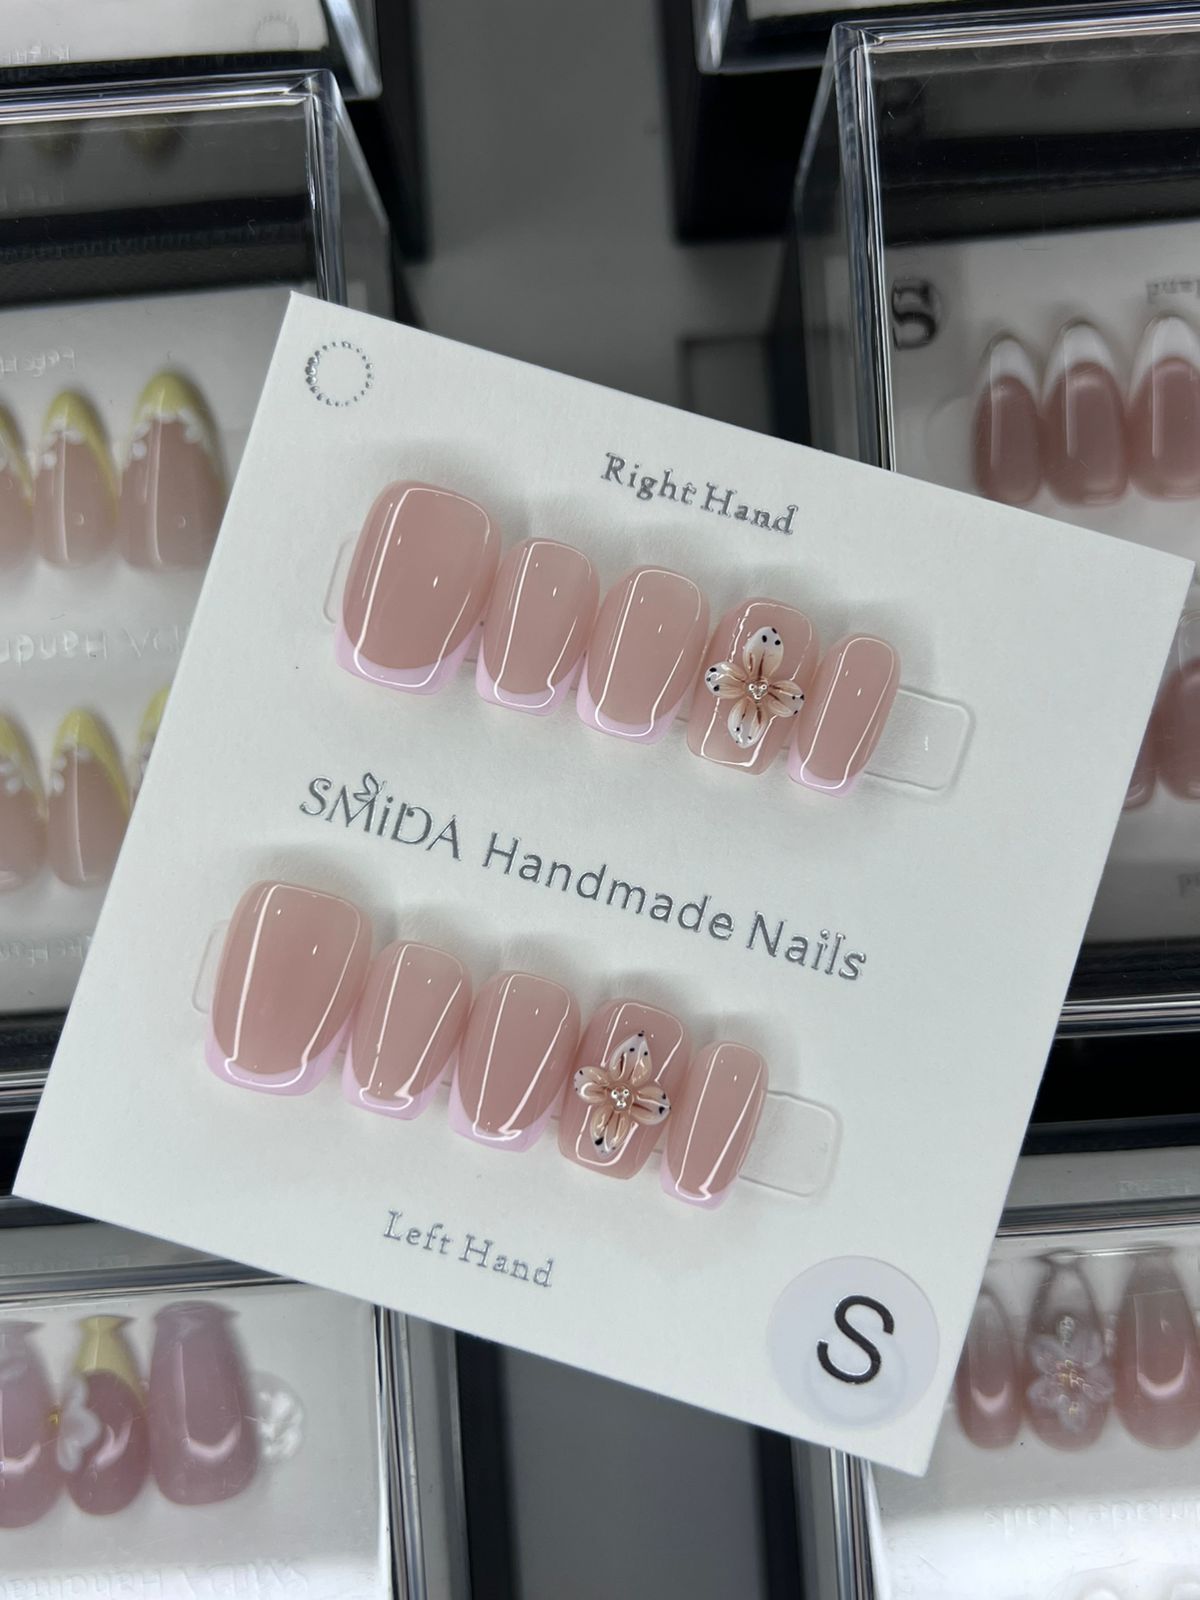 Right Hand
SMiDA Handmade Nails
Left Hand
S
S